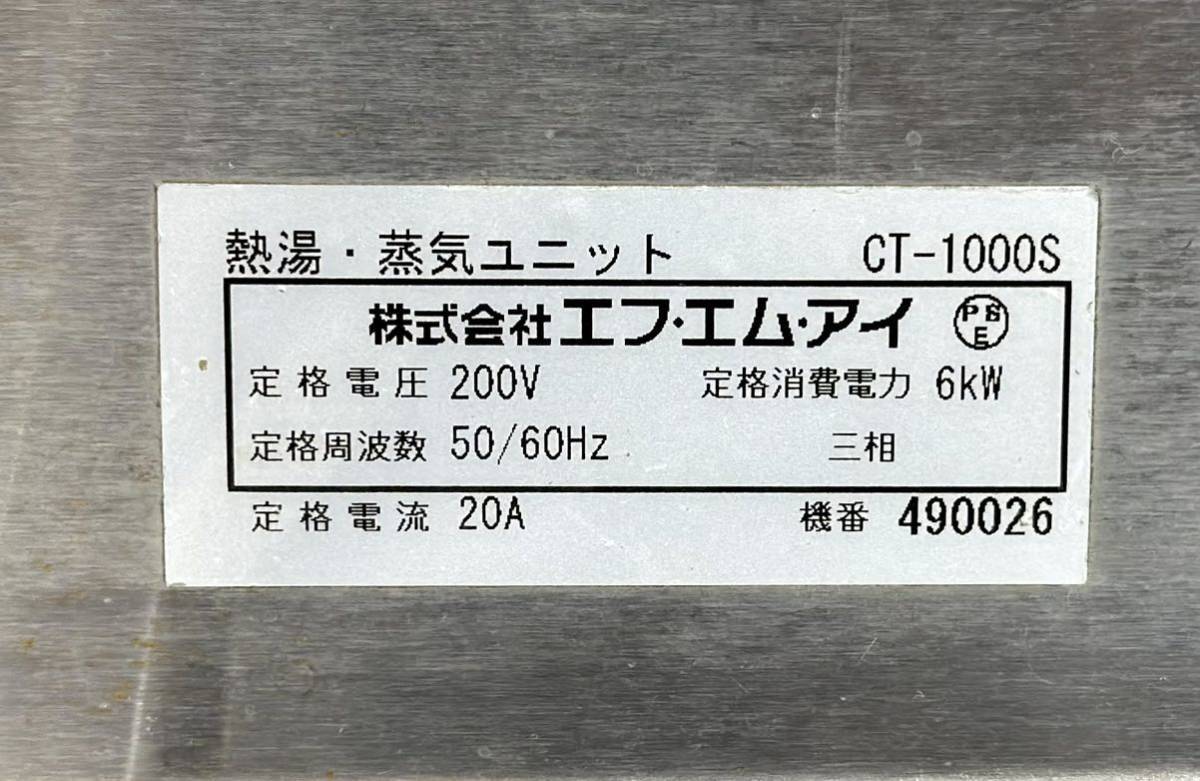 熱湯・蒸気ユニット CT-1000S
株式会社エフ・エム・アイ PSE
定格電圧 200V 定格消費電力 6kW
定格周波数 50/60Hz 三相
定格電流 20A 機番 490026